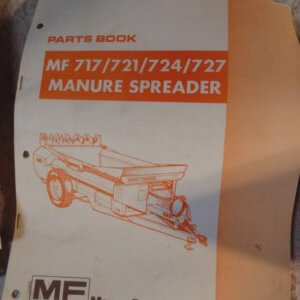 PARTS BOOK
MF 717/721/724/727
MANURE SPREADER
MF